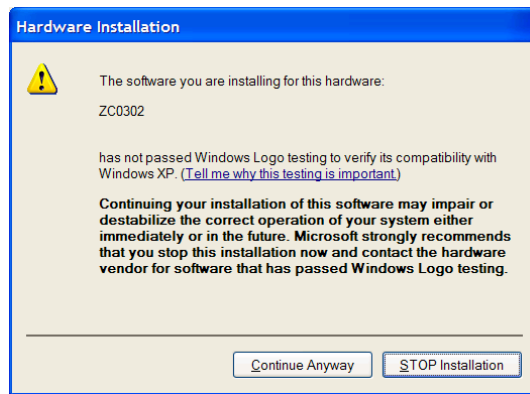 Hardware Installation
The software you are installing for this hardware:
ZC0302
has not passed Windows Logo testing to verify its compatibility with
Windows XP. (Tell me why this testing is important.)
Continuing your installation of this software may impair or
destabilize the correct operation of your system either
immediately or in the future. Microsoft strongly recommends
that you stop this installation now and contact the hardware
vendor for software that has passed Windows Logo testing.
Continue Anyway
STOP Installation